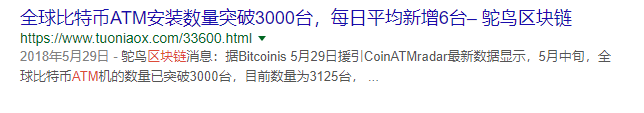 全球比特币ATM安装数量突破3000台，每日平均新增6台– 鸵鸟区块链
https://www.tuoniaox.com/33600.html
2018年5月29日 - 鸵鸟区块链消息：据Bitcoinis 5月29日援引CoinATMradar最新数据显示，5月中旬，全
球比特币ATM机的数量已突破3000台，目前数量为3125台， ...